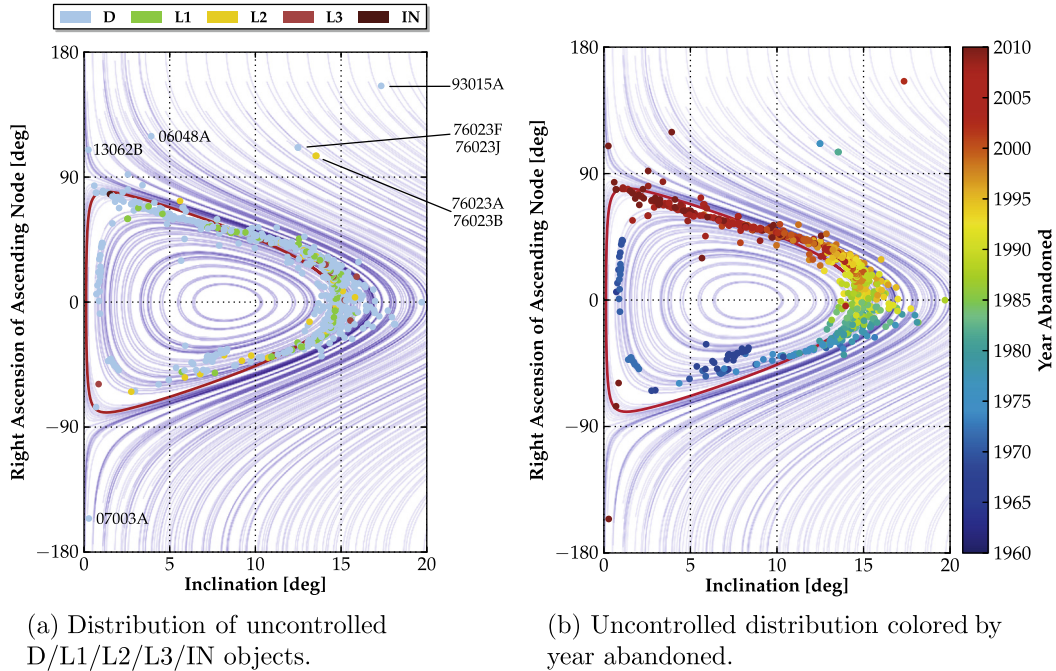 D L1 L2 L3 IN
180
90
0
−90
−180
Right Ascension of Ascending Node [deg]
0 5 10 15 20
Inclination [deg]
93015A
06048A
13062B
76023F
76023J
76023A
76023B
07003A
(a) Distribution of uncontrolled
D/L1/L2/L3/IN objects.
180
90
0
−90
−180
Right Ascension of Ascending Node [deg]
0 5 10 15 20
Inclination [deg]
2010
2005
2000
1995
1990
1985
1980
1975
1970
1965
1960
Year Abandoned
(b) Uncontrolled distribution colored by
year abandoned.